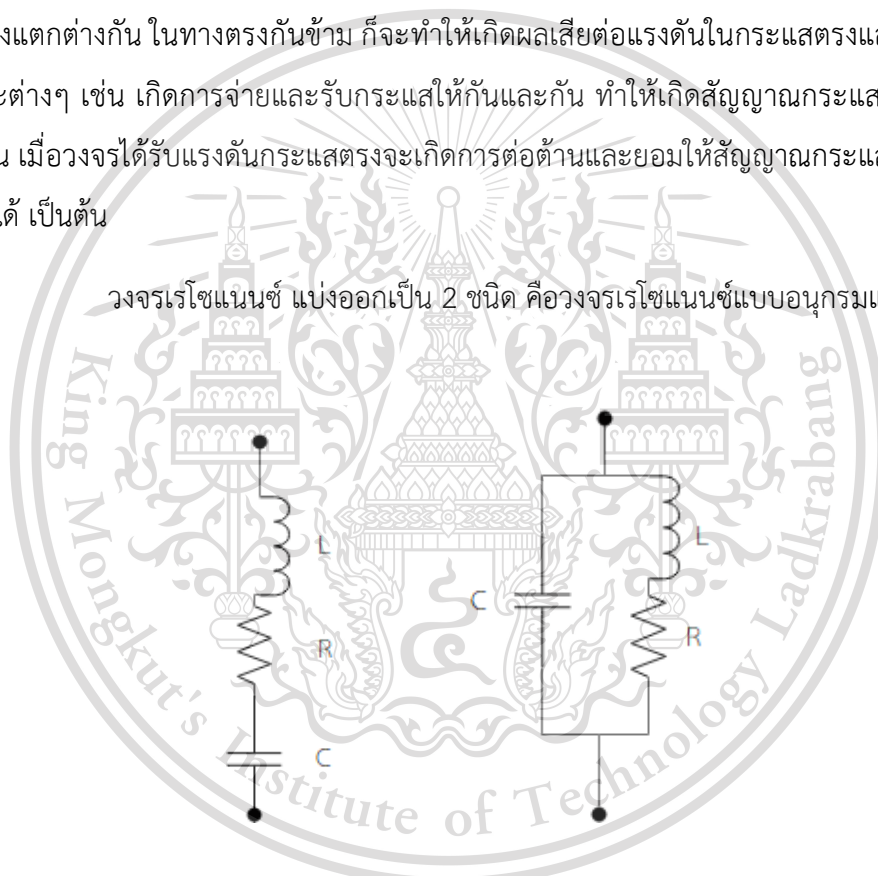 งแตกต่างกัน ในทางตรงกันข้าม ก็จะทำให้เกิดผลเสียต่อแรงดันในกระแสตรงแล
ะต่างๆ เช่น เกิดการจ่ายและรับกระแสให้กันและกัน ทำให้เกิดสัญญาณกระแส
น เมื่อวงจรได้รับแรงดันกระแสตรงจะเกิดการต่อต้านและยอมให้สัญญาณกระแ
ได้ เป็นต้น
วงจรเรโซแนนซ์ แบ่งออกเป็น 2 ชนิด คือวงจรเรโซแนนซ์แบบอนุกรมแ
L
R
C
C
L
R
King Mongkut's Institute of Technology Ladkrabang